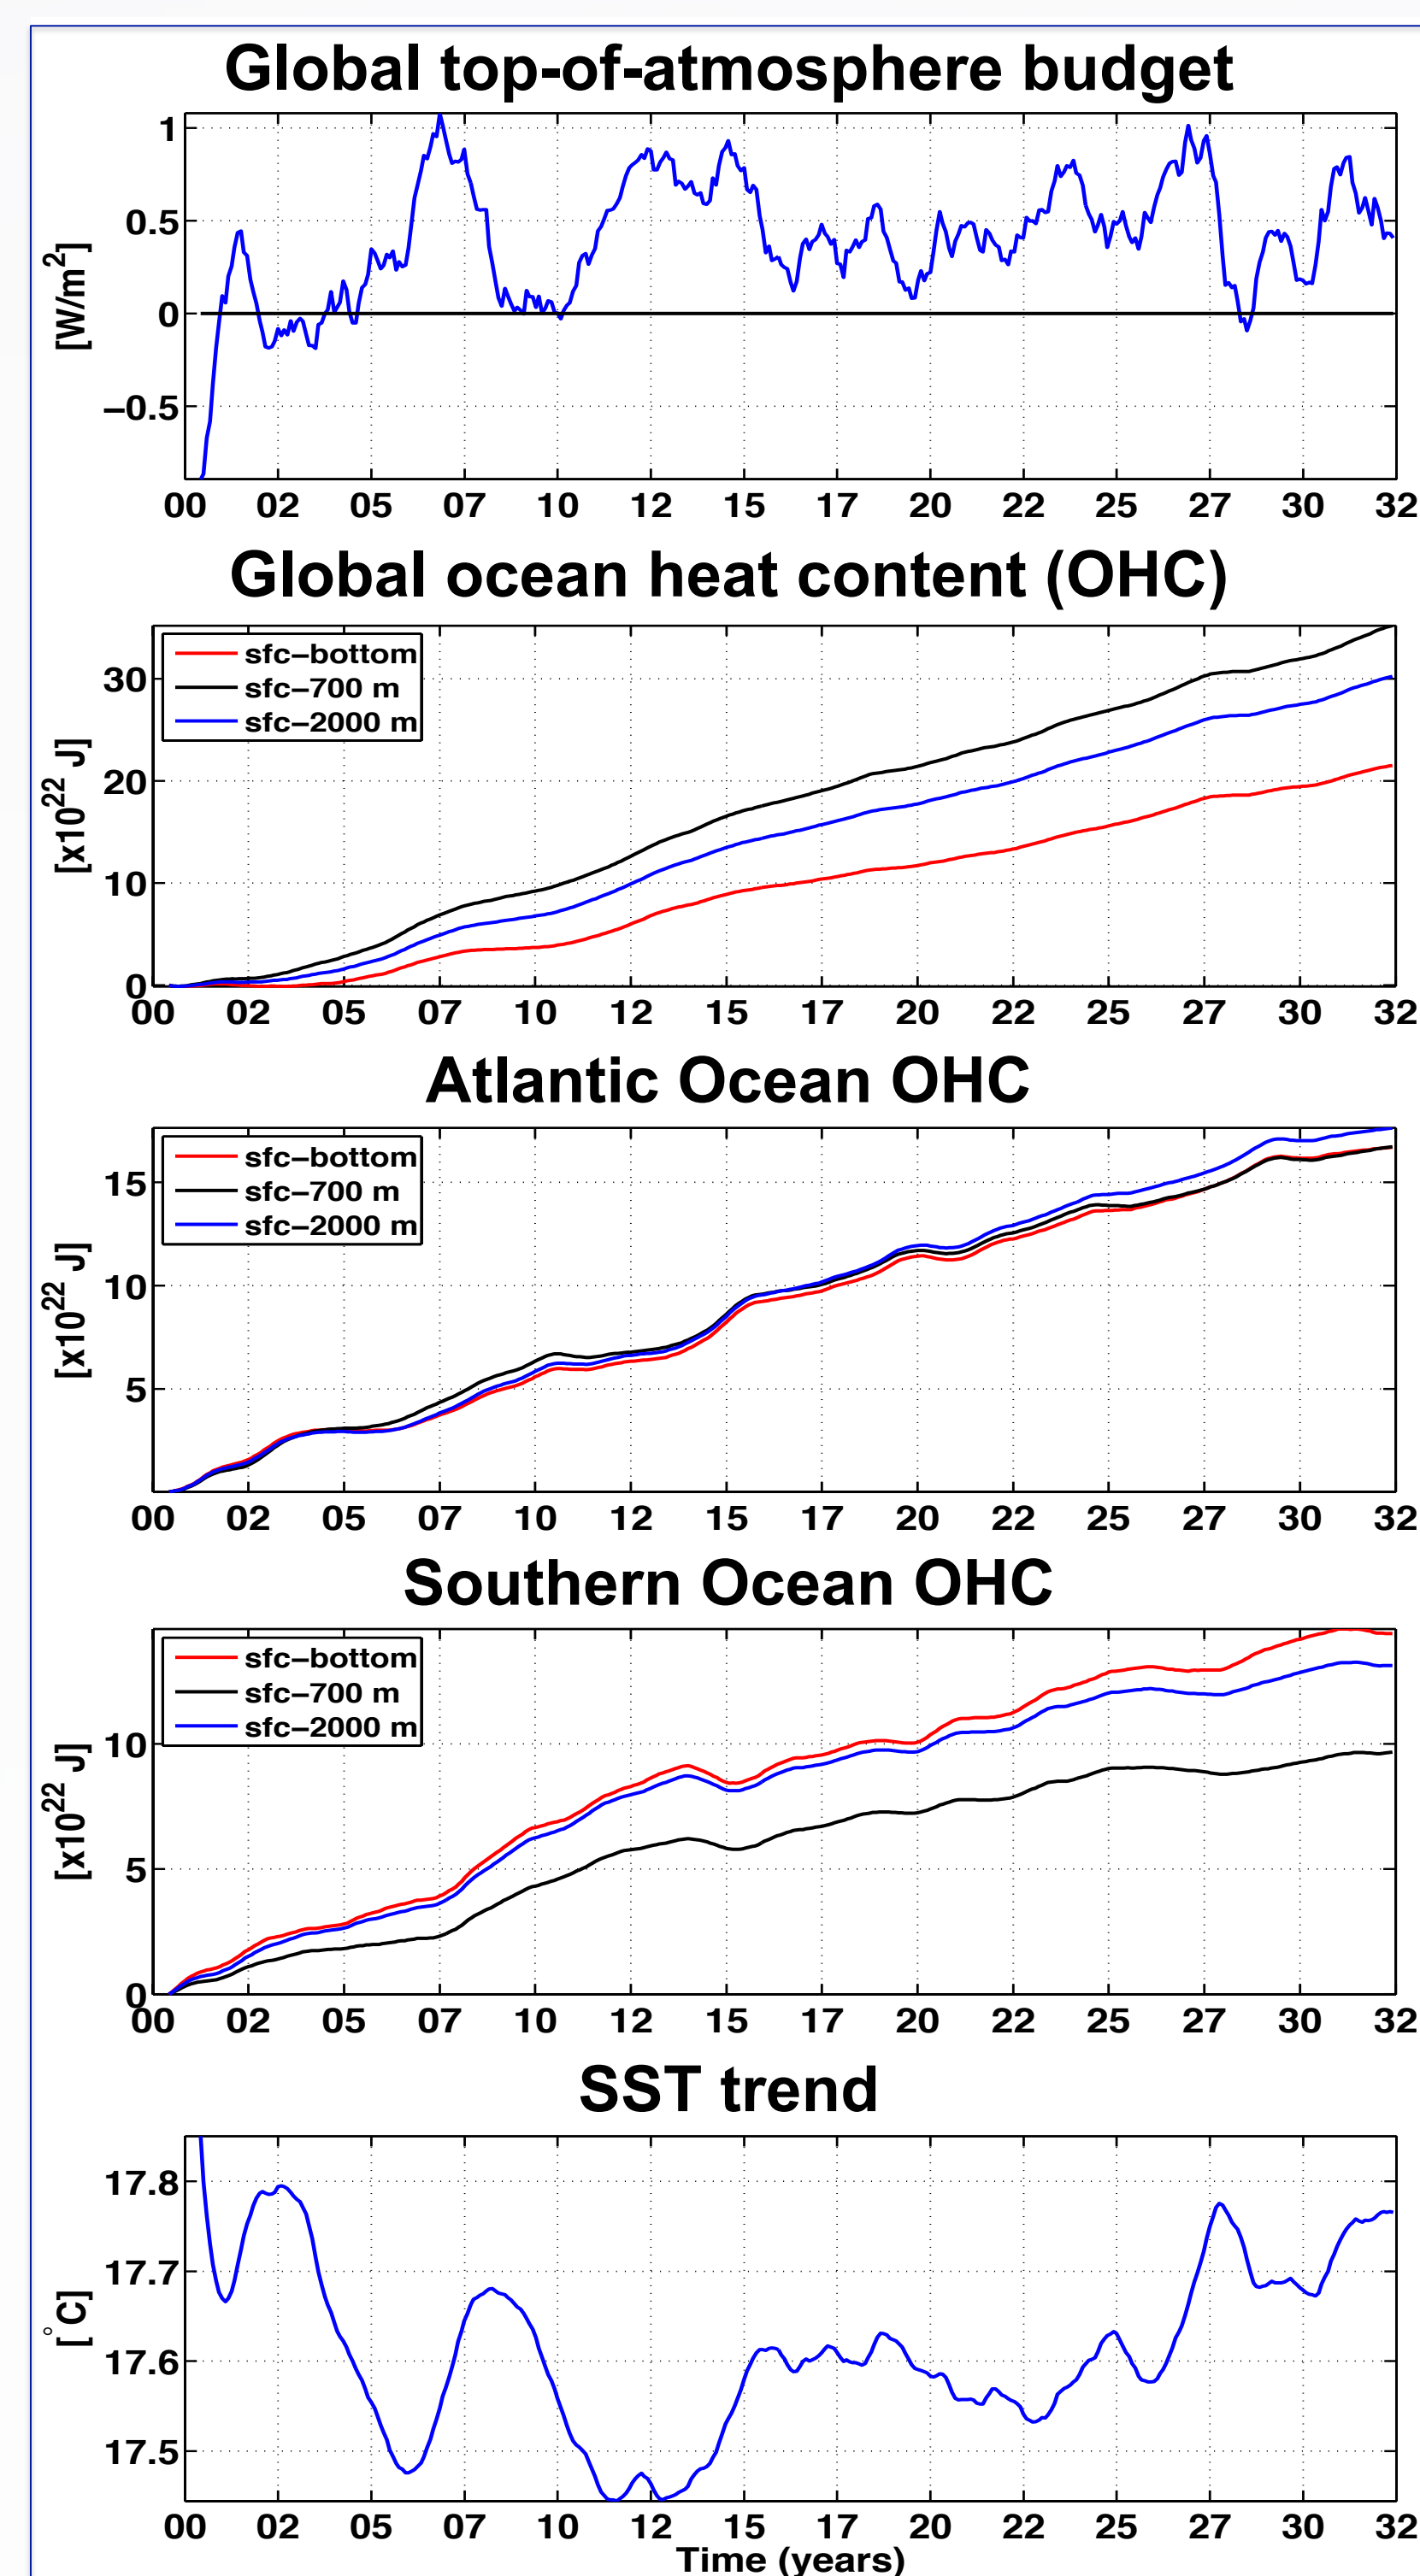 Global top-of-atmosphere budget
[W/m²]
1
0.5
0
−0.5
00 02 05 07 10 12 15 17 20 22 25 27 30 32
Global ocean heat content (OHC)
[x10²² J]
sfc−bottom
sfc−700 m
sfc−2000 m
30
20
10
0
00 02 05 07 10 12 15 17 20 22 25 27 30 32
Atlantic Ocean OHC
[x10²² J]
sfc−bottom
sfc−700 m
sfc−2000 m
15
10
5
00 02 05 07 10 12 15 17 20 22 25 27 30 32
Southern Ocean OHC
[x10²² J]
sfc−bottom
sfc−700 m
sfc−2000 m
10
5
0
00 02 05 07 10 12 15 17 20 22 25 27 30 32
SST trend
[°C]
17.8
17.7
17.6
17.5
00 02 05 07 10 12 15 17 20 22 25 27 30 32
Time (years)